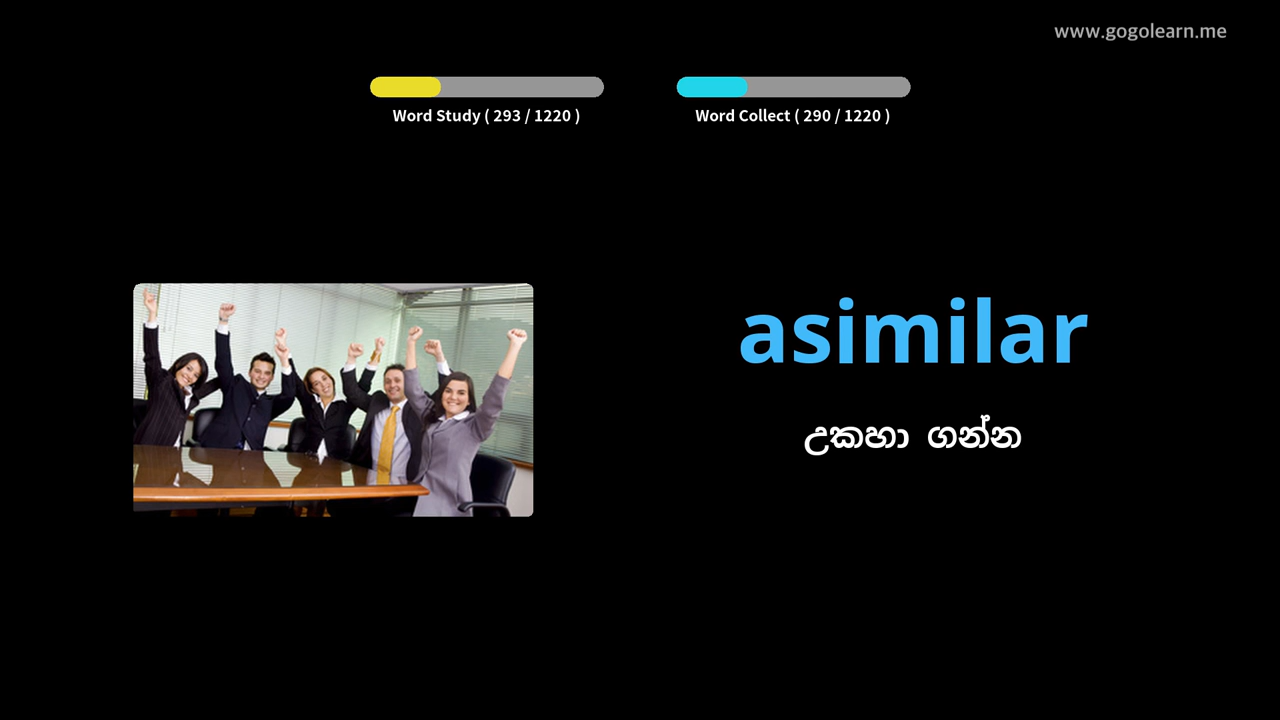 www.gogolearn.me
Word Study ( 293 / 1220 )
Word Collect ( 290 / 1220 )
asimilar
උකහා ගන්න